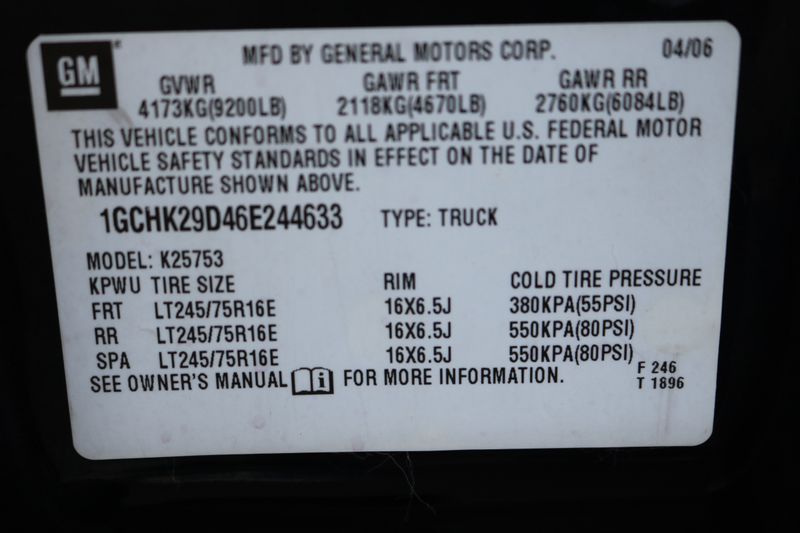 GM MFD BY GENERAL MOTORS CORP. 04/06
GVWR GAWR FRT GAWR RR
4173KG(9200LB) 2118KG(4670LB) 2760KG(6084LB)
THIS VEHICLE CONFORMS TO ALL APPLICABLE U.S. FEDERAL MOTOR
VEHICLE SAFETY STANDARDS IN EFFECT ON THE DATE OF
MANUFACTURE SHOWN ABOVE.
1GCHK29D46E244633 TYPE: TRUCK
MODEL: K25753
KPWU TIRE SIZE RIM COLD TIRE PRESSURE
FRT LT245/75R16E 16X6.5J 380KPA(55PSI)
RR LT245/75R16E 16X6.5J 550KPA(80PSI)
SPA LT245/75R16E 16X6.5J 550KPA(80PSI)
SEE OWNER'S MANUAL i FOR MORE INFORMATION.
F 246
T 1896